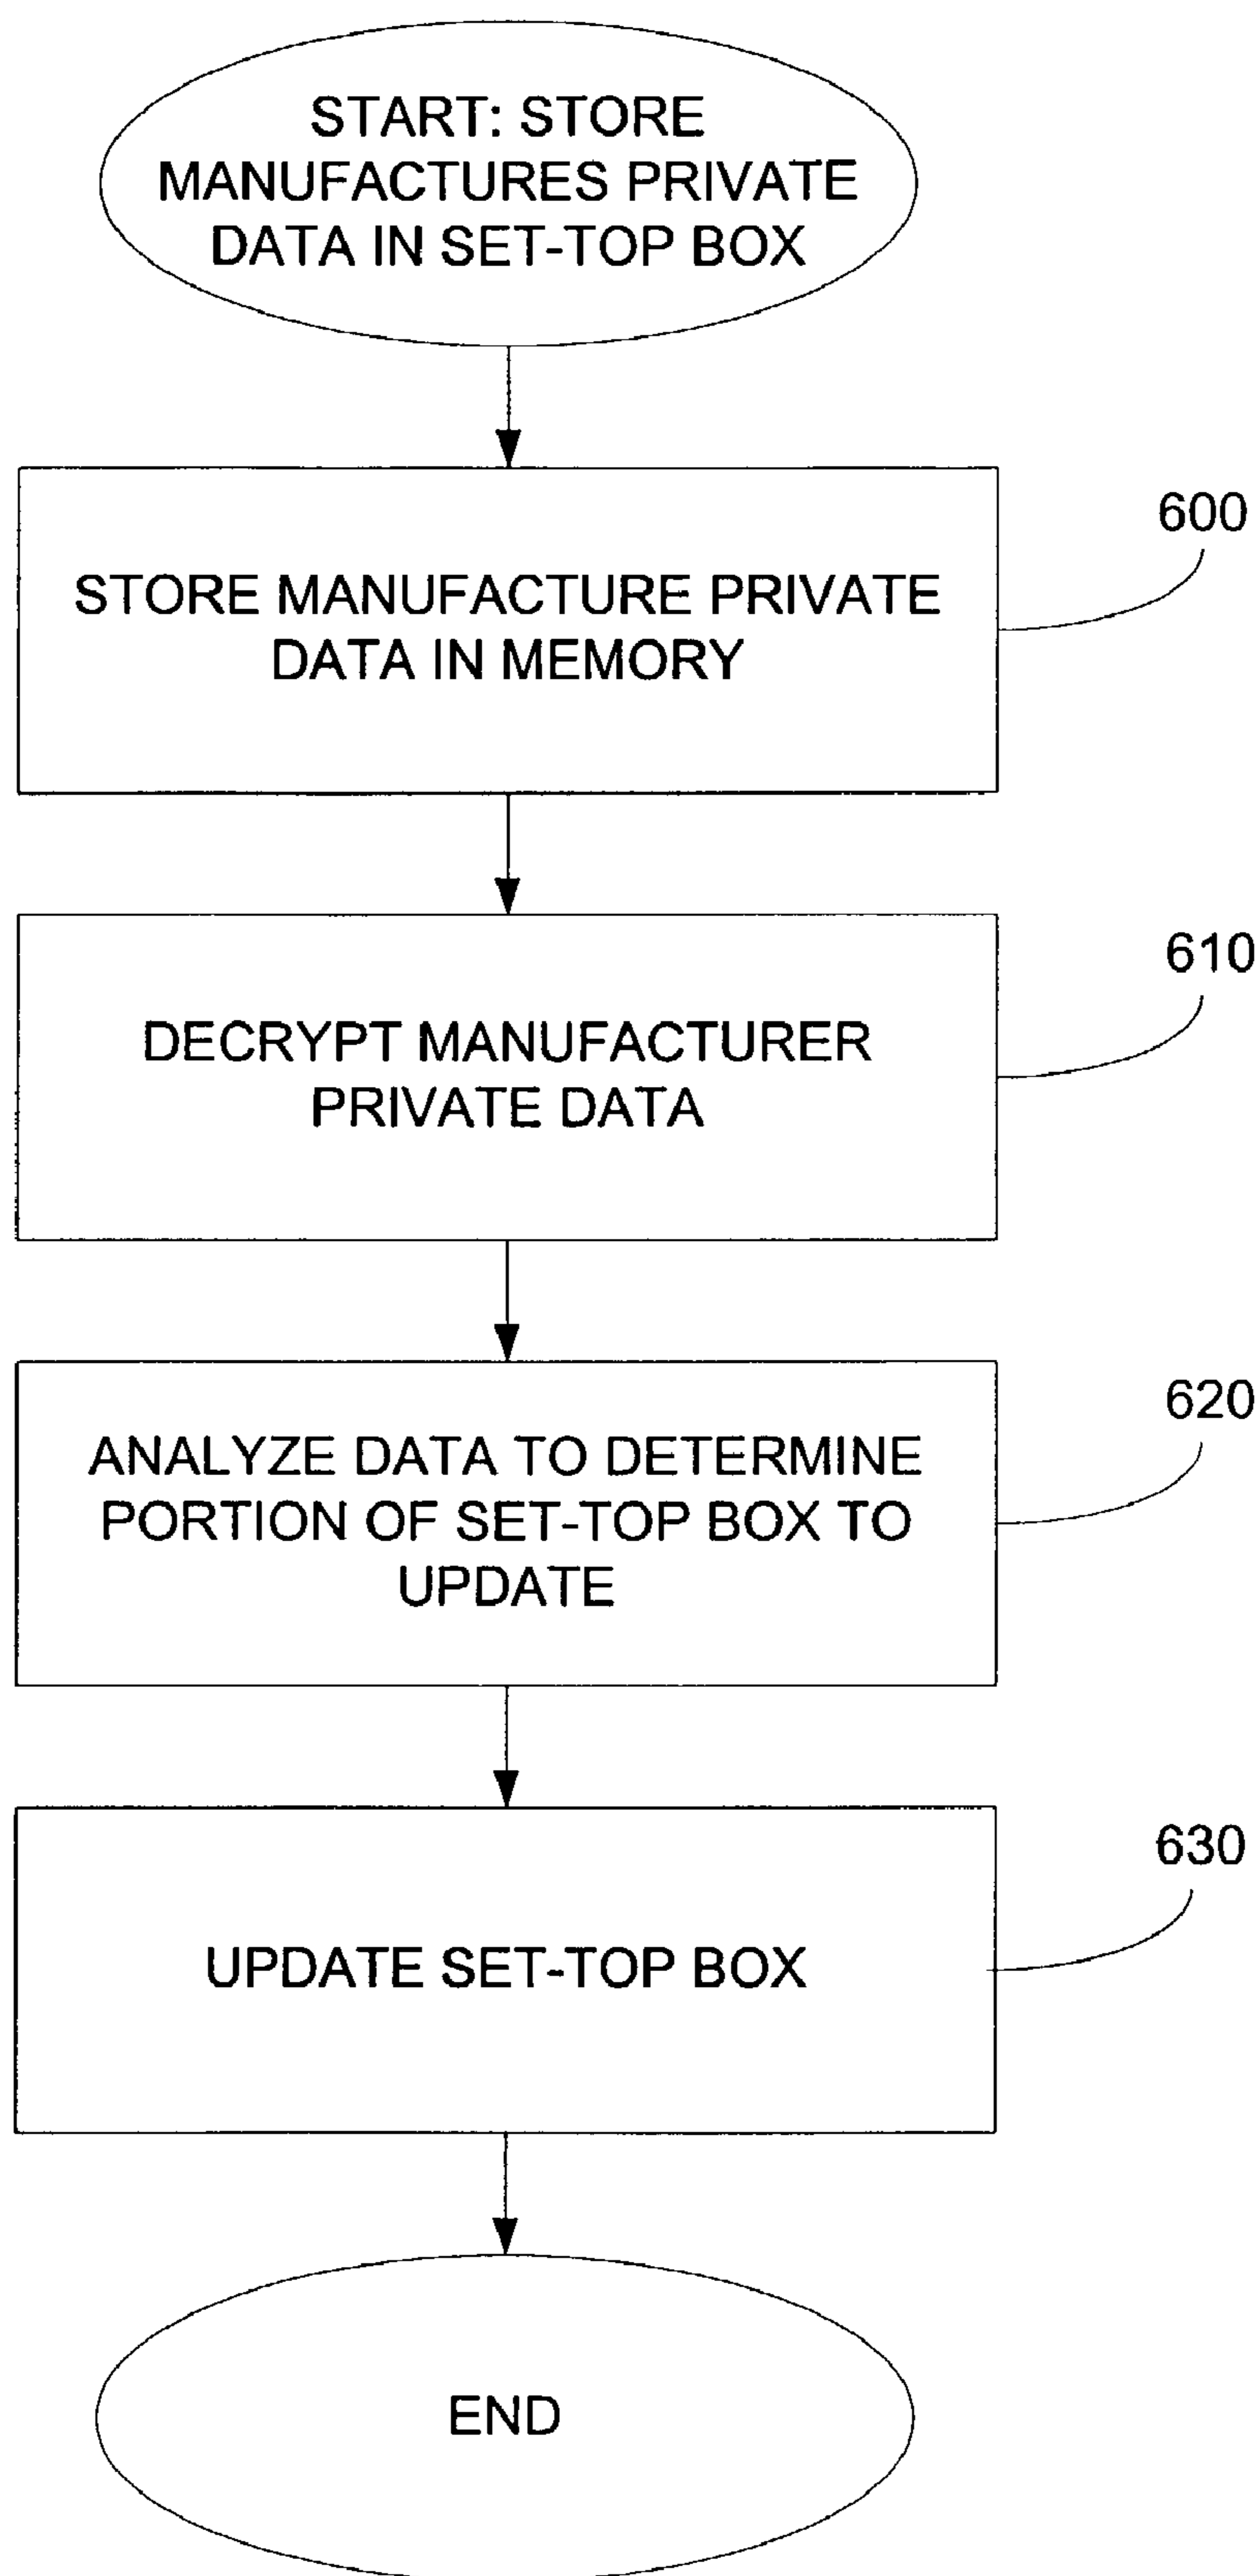 START: STORE
MANUFACTURES PRIVATE
DATA IN SET-TOP BOX
600
STORE MANUFACTURE PRIVATE
DATA IN MEMORY
610
DECRYPT MANUFACTURER
PRIVATE DATA
620
ANALYZE DATA TO DETERMINE
PORTION OF SET-TOP BOX TO
UPDATE
630
UPDATE SET-TOP BOX
END